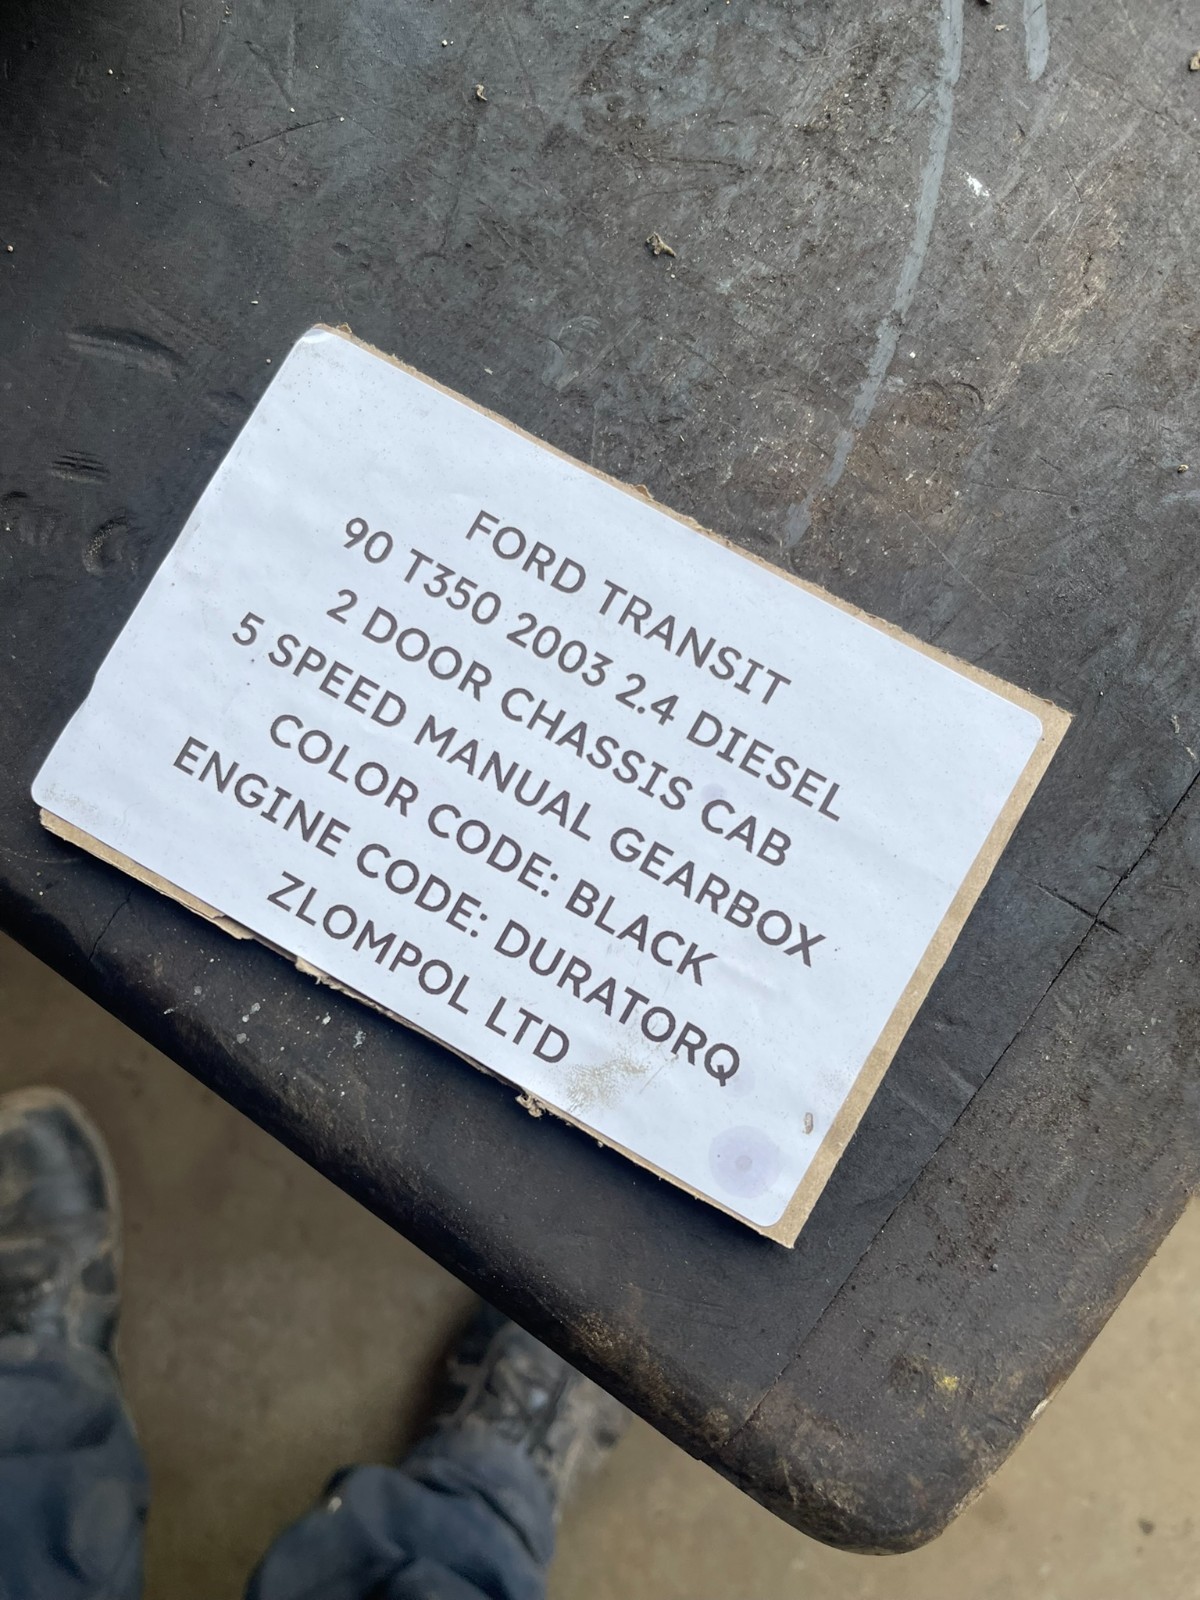 FORD TRANSIT
90 T350 2003 2.4 DIESEL
2 DOOR CHASSIS CAB
5 SPEED MANUAL GEARBOX
COLOR CODE: BLACK
ENGINE CODE: DURATORQ
ZLOMPOL LTD